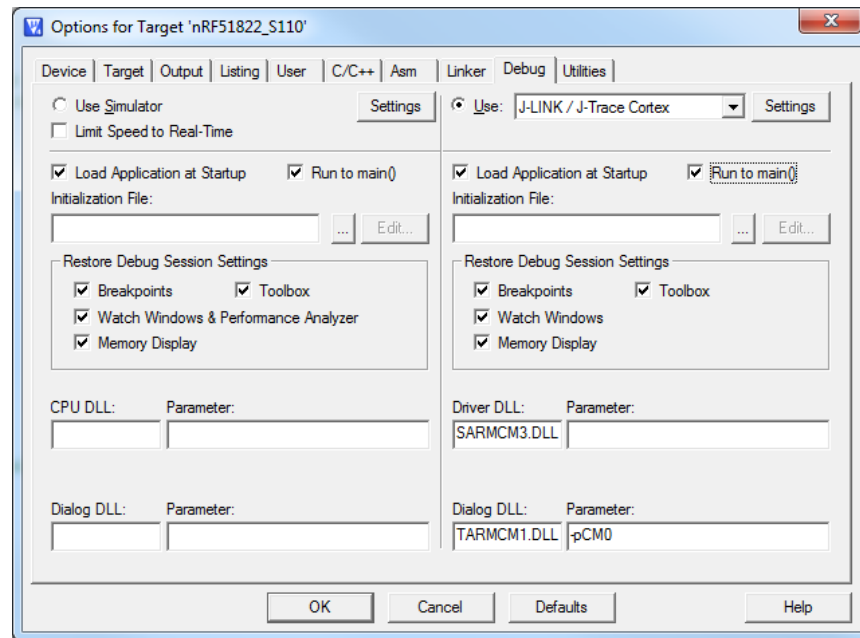 Options for Target 'nRF51822_S110'
Device Target Output Listing User C/C++ Asm Linker Debug Utilities
Use Simulator Settings
Limit Speed to Real-Time
Use: J-LINK / J-Trace Cortex Settings
Load Application at Startup Run to main()
Initialization File:
... Edit...
Load Application at Startup Run to main()
Initialization File:
... Edit...
Restore Debug Session Settings
Breakpoints Toolbox
Watch Windows & Performance Analyzer
Memory Display
Restore Debug Session Settings
Breakpoints Toolbox
Watch Windows
Memory Display
CPU DLL: Parameter:
Driver DLL: Parameter:
SARMCM3.DLL
Dialog DLL: Parameter:
Dialog DLL: Parameter:
TARMCM1.DLL -pCM0
OK Cancel Defaults Help